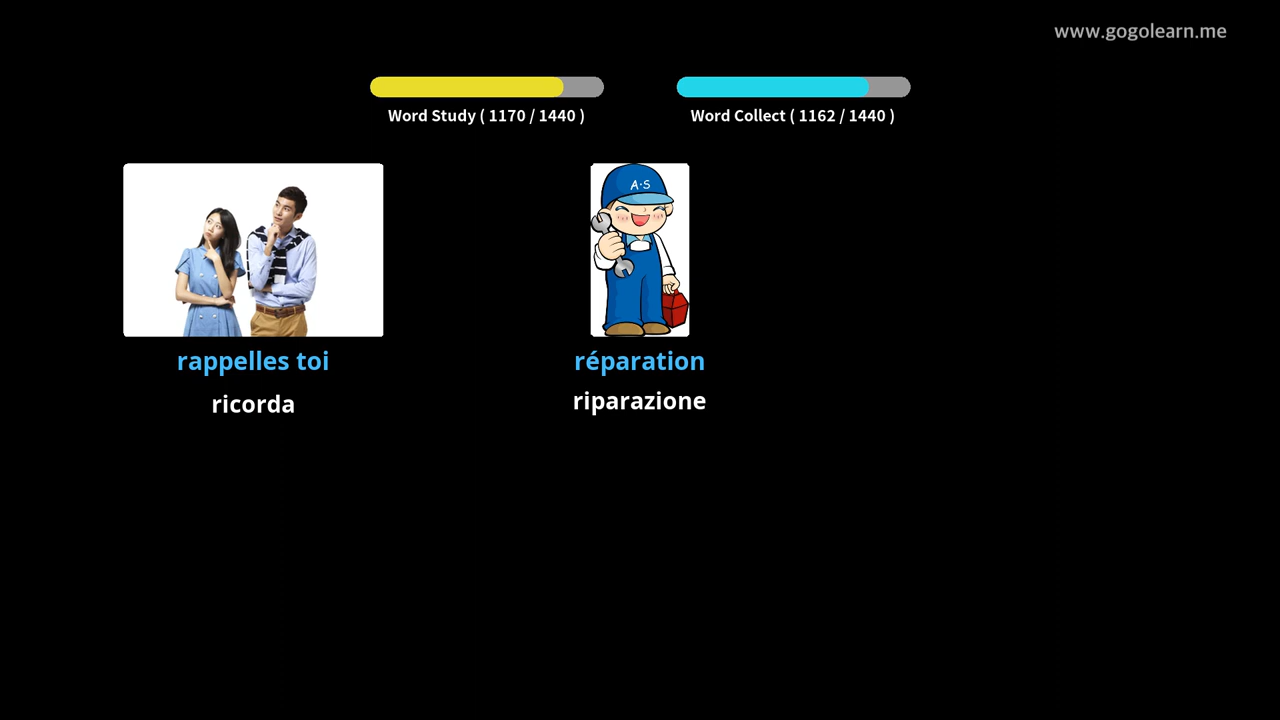 www.gogolearn.me
Word Study ( 1170 / 1440 )
Word Collect ( 1162 / 1440 )
A·S
rappelles toi
ricorda
réparation
riparazione